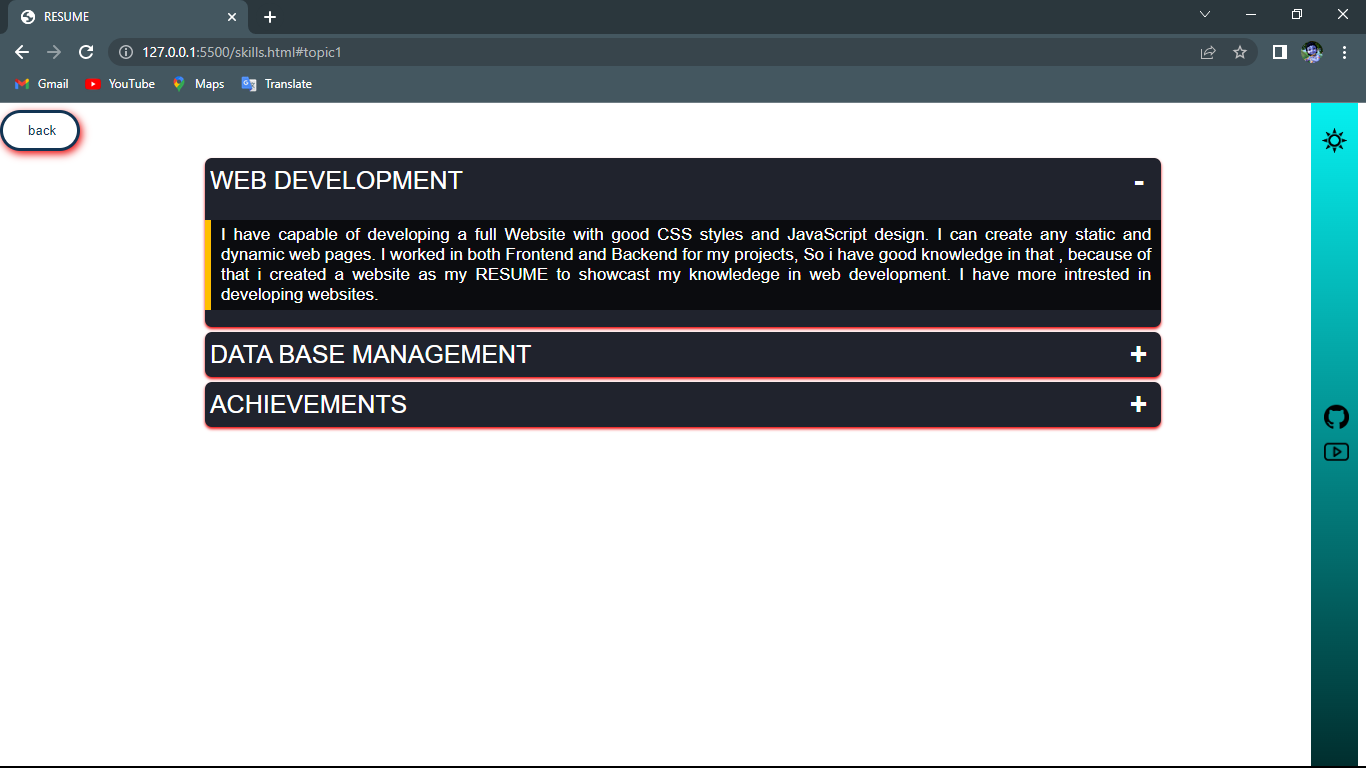 RESUME
127.0.0.1:5500/skills.html#topic1
Gmail YouTube Maps Translate
back
WEB DEVELOPMENT -
I have capable of developing a full Website with good CSS styles and JavaScript design. I can create any static and
dynamic web pages. I worked in both Frontend and Backend for my projects, So i have good knowledge in that , because of
that i created a website as my RESUME to showcast my knowledege in web development. I have more intrested in
developing websites.
DATA BASE MANAGEMENT +
ACHIEVEMENTS +